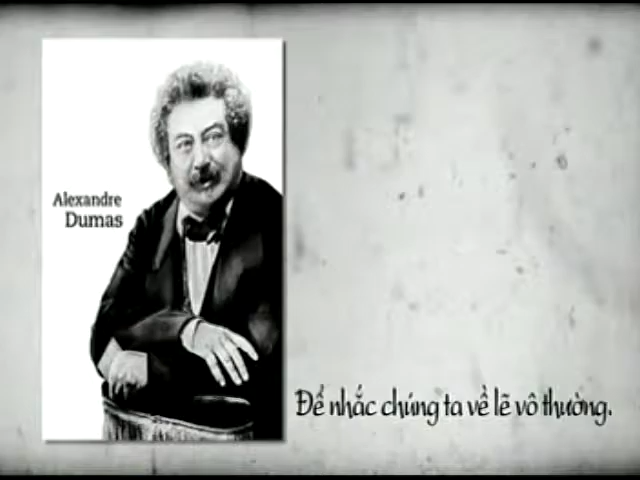 Alexandre
Dumas
Để nhắc chúng ta về lẽ vô thường.